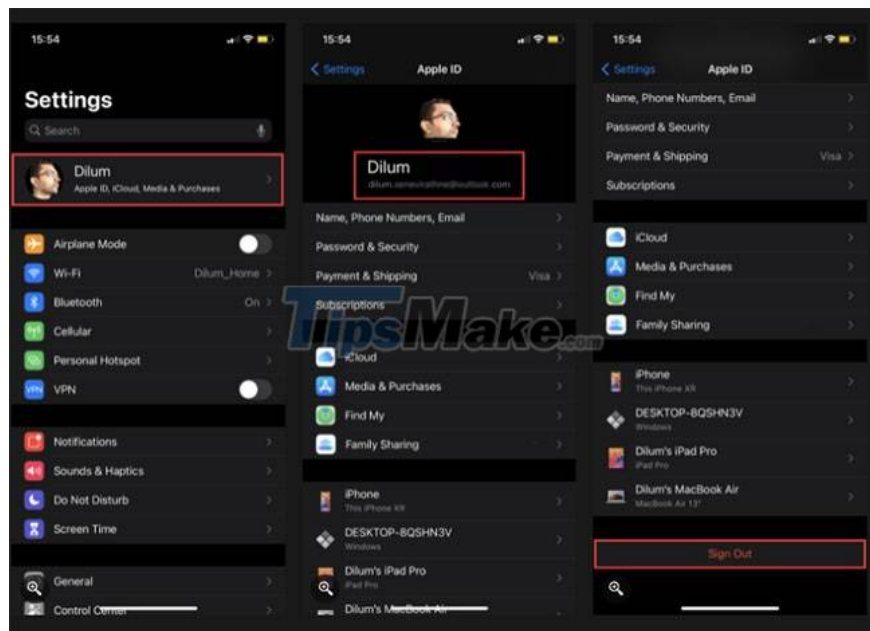 15:54
Settings
Search
Dilum
Apple ID, iCloud, Media & Purchases
Airplane Mode
Wi-Fi Dilum_Home
Bluetooth On
Cellular
Personal Hotspot
VPN VPN
Notifications
Sounds & Haptics
Do Not Disturb
Screen Time
General
Control Center
15:54
Settings Apple ID
Dilum
dilum.senevirathne@outlook.com
Name, Phone Numbers, Email
Password & Security
Payment & Shipping Visa
Subscriptions
TipsMake.com
iCloud
Media & Purchases
Find My
Family Sharing
iPhone
This iPhone XR
DESKTOP-8QSHN3V
Windows
Dilum's iPad Pro
iPad Pro
Dilum's MacBook Air
15:54
Settings Apple ID
Name, Phone Numbers, Email
Password & Security
Payment & Shipping Visa
Subscriptions
iCloud
Media & Purchases
Find My
Family Sharing
iPhone
This iPhone XR
DESKTOP-8QSHN3V
Windows
Dilum's iPad Pro
iPad Pro
Dilum's MacBook Air
MacBook Air 13"
Sign Out